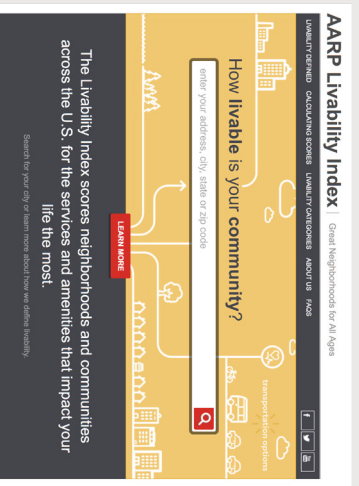 AARP Livability Index | Great Neighborhoods for All Ages
LIVABILITY DEFINED CALCULATING SCORES LIVABILITY CATEGORIES ABOUT US FAQS
transportation options
How livable is your community?
enter your address, city, state or zip code
LEARN MORE
The Livability Index scores neighborhoods and communities
across the U.S. for the services and amenities that impact your
life the most.
Search for your city or learn more about how we define livability.